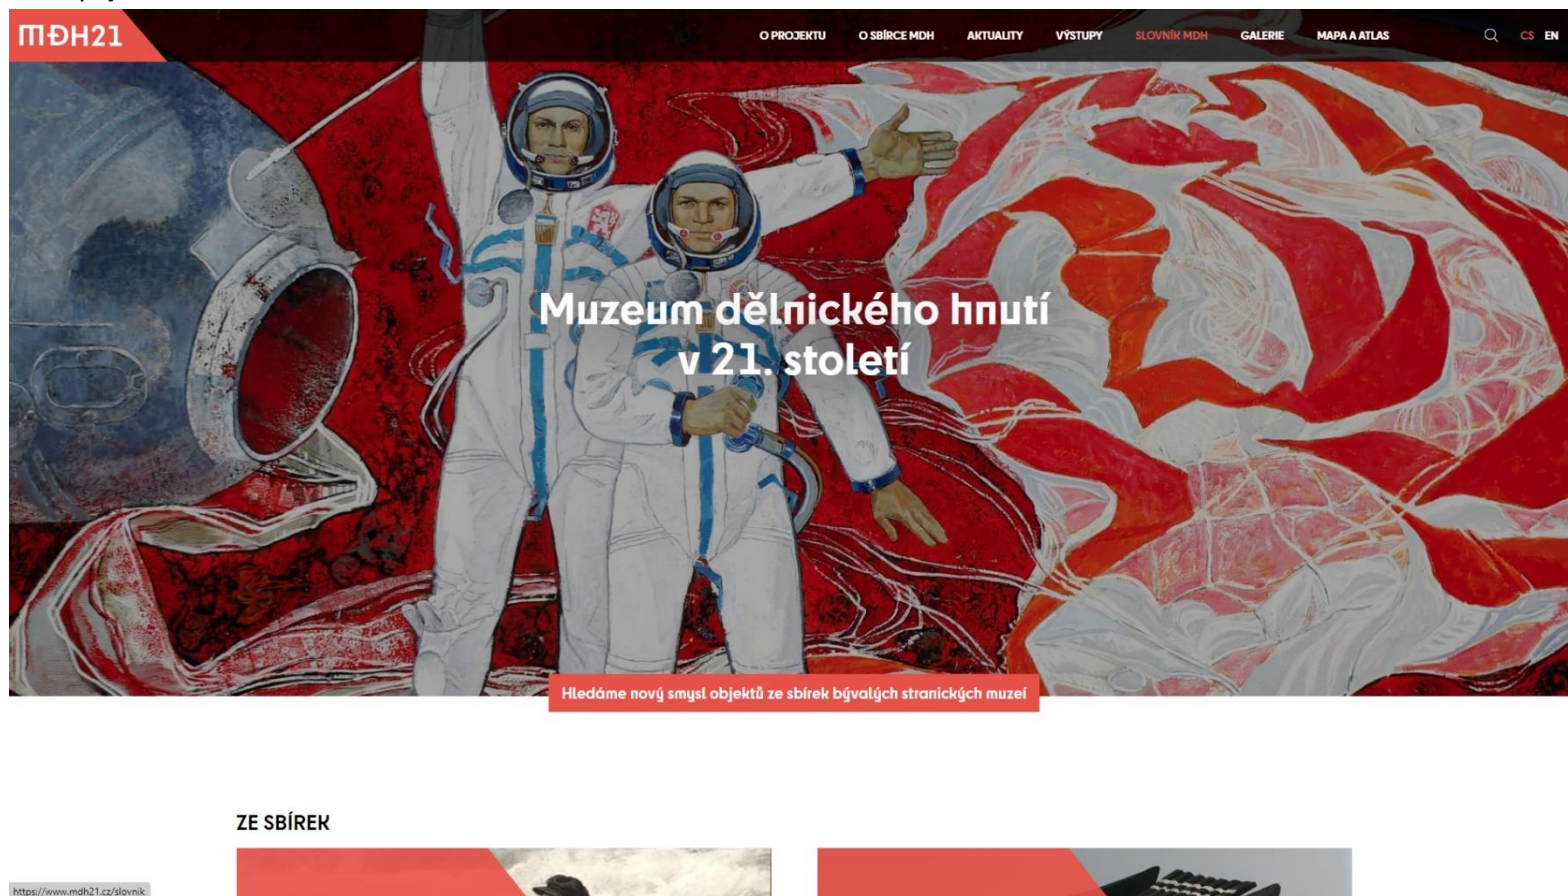 MĐH21
O PROJEKTU O SBÍRCE MDH AKTUALITY VÝSTUPY SLOVNÍK MDH GALERIE MAPA A ATLAS CS EN
Muzeum dělnického hnutí
v 21. století
Hledáme nový smysl objektů ze sbírek bývalých stranických muzeí
ZE SBÍREK
https://www.mdh21.cz/slovnik